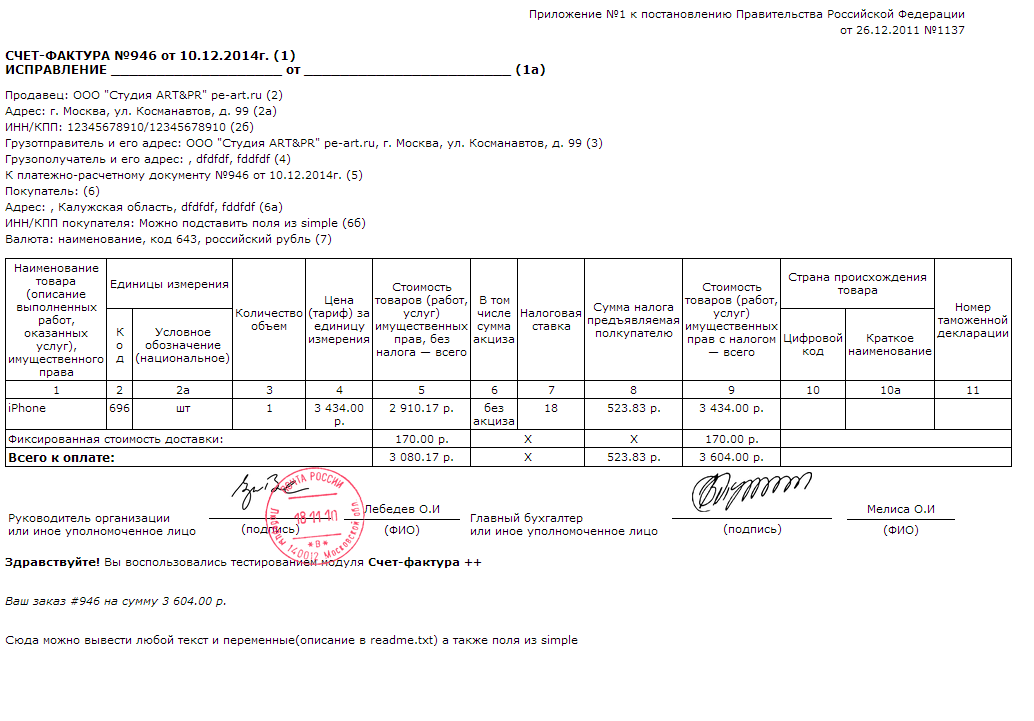 Приложение №1 к постановлению Правительства Российской Федерации
от 26.12.2011 №1137
СЧЕТ-ФАКТУРА №946 от 10.12.2014г. (1)
ИСПРАВЛЕНИЕ ______________________ от ___________________________ (1а)
Продавец: ООО "Студия ART&PR" pe-art.ru (2)
Адрес: г. Москва, ул. Косманавтов, д. 99 (2а)
ИНН/КПП: 12345678910/12345678910 (2б)
Грузотправитель и его адрес: ООО "Студия ART&PR" pe-art.ru, г. Москва, ул. Косманавтов, д. 99 (3)
Грузополучатель и его адрес: , dfdfdf, fddfdf (4)
К платежно-расчетному документу №946 от 10.12.2014г. (5)
Покупатель: (6)
Адрес: , Калужская область, dfdfdf, fddfdf (6а)
ИНН/КПП покупателя: Можно подставить поля из simple (6б)
Валюта: наименование, код 643, российский рубль (7)
Наименование
товара
(описание
выполненных
работ,
оказанных
услуг),
имущественного
права
Единицы измерения
К
о
д
Условное
обозначение
(национальное)
Количество
объем
Цена
(тариф) за
единицу
измерения
Стоимость
товаров (работ,
услуг)
имущественных
прав, без
налога — всего
В том
числе
сумма
акциза
Налоговая
ставка
Сумма налога
предъявляемая
полкупателю
Стоимость
товаров (работ,
услуг)
имущественных
прав с налогом
— всего
Страна происхождения
товара
Цифровой
код
Краткое
наименование
Номер
таможенной
декларации
1 2 2а 3 4 5 6 7 8 9 10 10а 11
iPhone 696 шт 1 3 434.00 2 910.17 р. без 18 523.83 р. 3 434.00 р.
р. акциза
Фиксированная стоимость доставки: 170.00 р. X X 170.00 р.
Всего к оплате: 3 080.17 р. X 523.83 р. 3 604.00 р.
Руководитель организации
или иное уполномоченное лицо
(подпись)
Лебедев О.И
(ФИО)
ПОЧТА РОССИИ
18 11 10
*В*
Люберцы 140012 Московской обл
Главный бухгалтер
или иное уполномоченное лицо
(подпись)
Мелиса О.И
(ФИО)
Здравствуйте! Вы воспользовались тестированием модуля Счет-фактура ++
Ваш заказ #946 на сумму 3 604.00 р.
Сюда можно вывести любой текст и переменные(описание в readme.txt) а также поля из simple